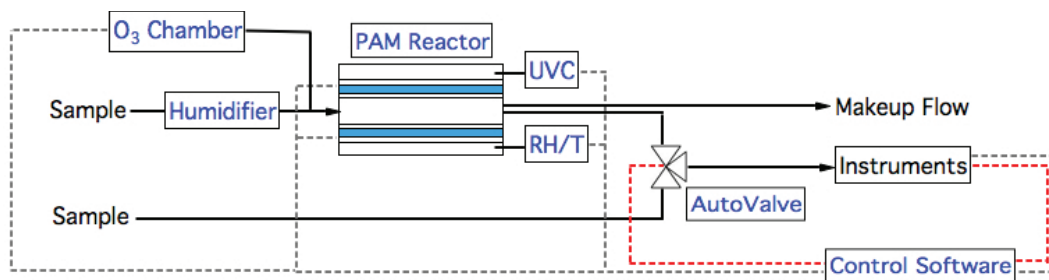 O₃ Chamber
PAM Reactor
UVC
Sample
Humidifier
Makeup Flow
RH/T
Instruments
AutoValve
Sample
Control Software